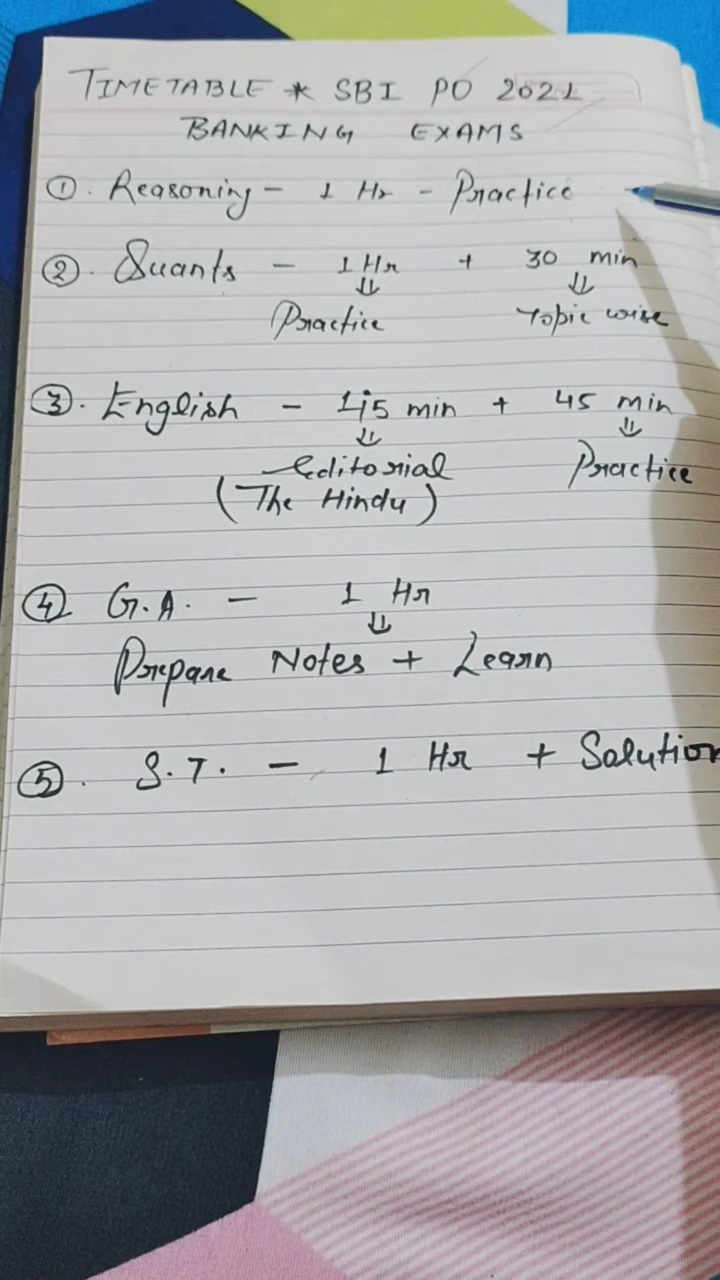 TIMETABLE * SBI PO 2021
BANKING EXAMS
① . Reasoning - 1 Hr - Practice
② . Quants - 1 Hr + 30 min
⇓ ⇓
Practice Topic wise
③ . English - 15 min + 45 min
⇓ ⇓
Editorial Practice
(The Hindu)
④ G.A. - 1 Hr
⇓
Prepare Notes + Learn
⑤ . S.T. - 1 Hr + Solution